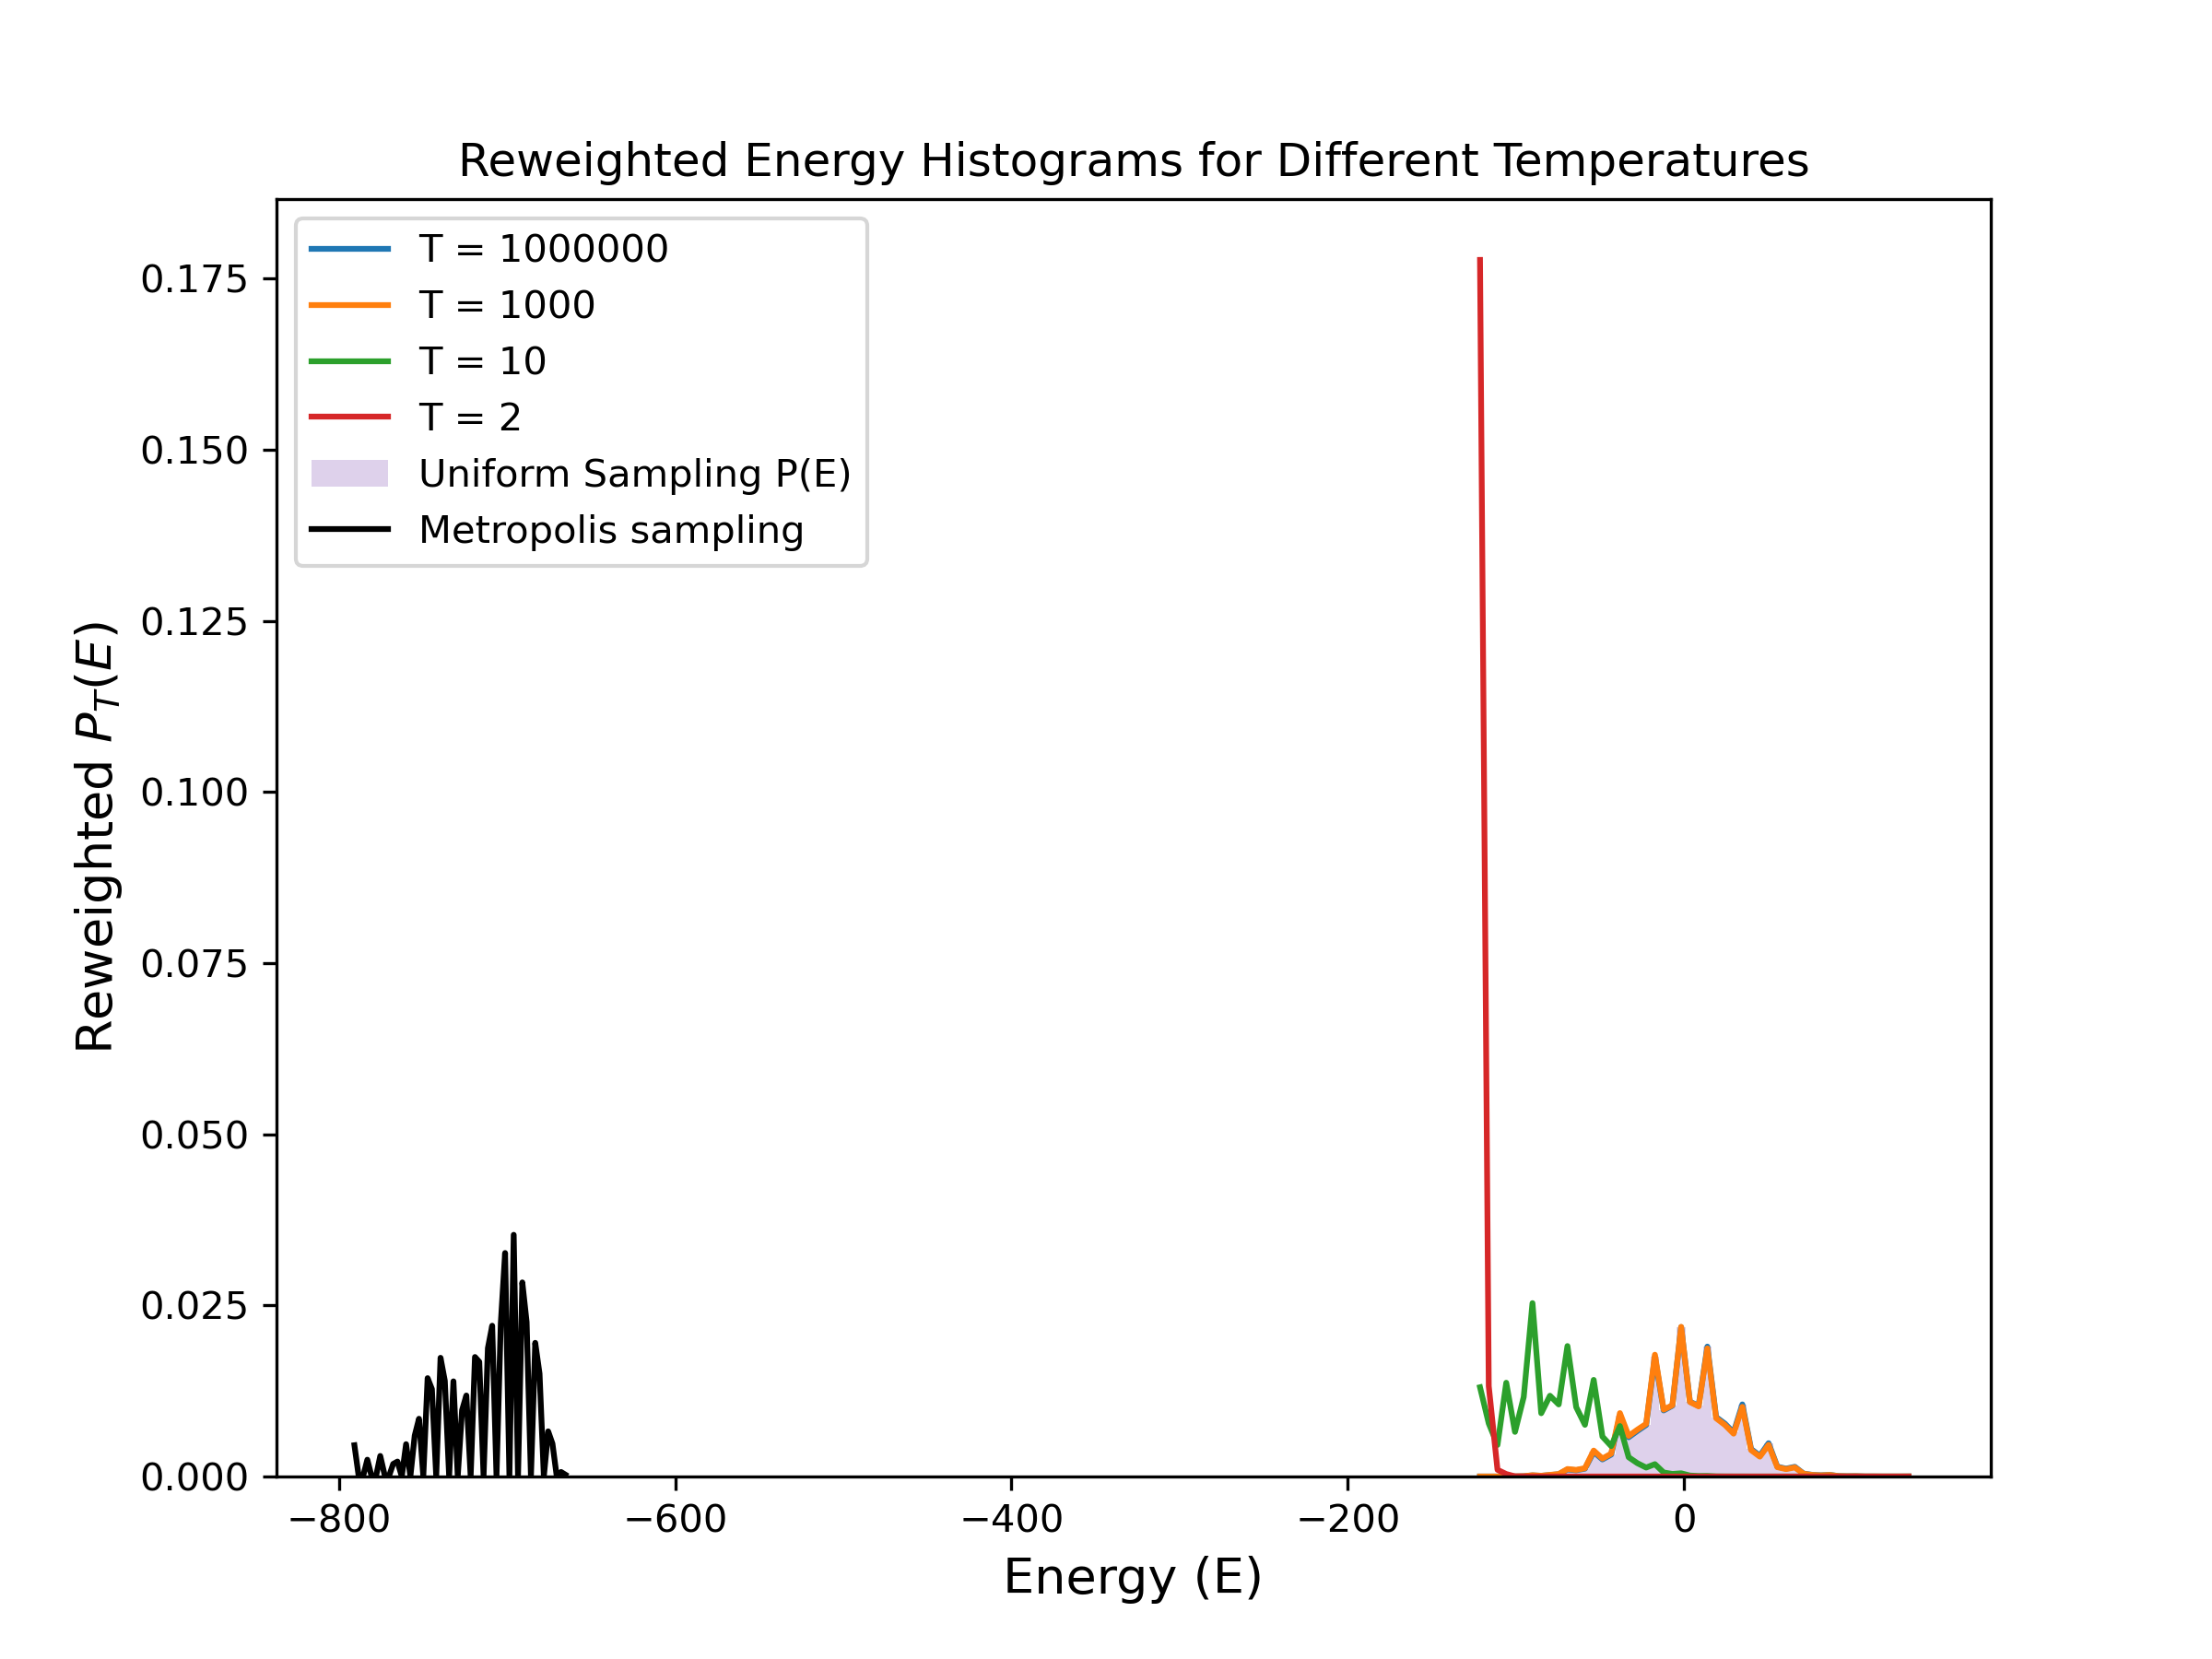 Reweighted Energy Histograms for Different Temperatures
T = 1000000
T = 1000
T = 10
T = 2
Uniform Sampling P(E)
Metropolis sampling
0.175
0.150
0.125
0.100
0.075
0.050
0.025
0.000
Reweighted $P_T(E)$
−800 −600 −400 −200 0
Energy (E)